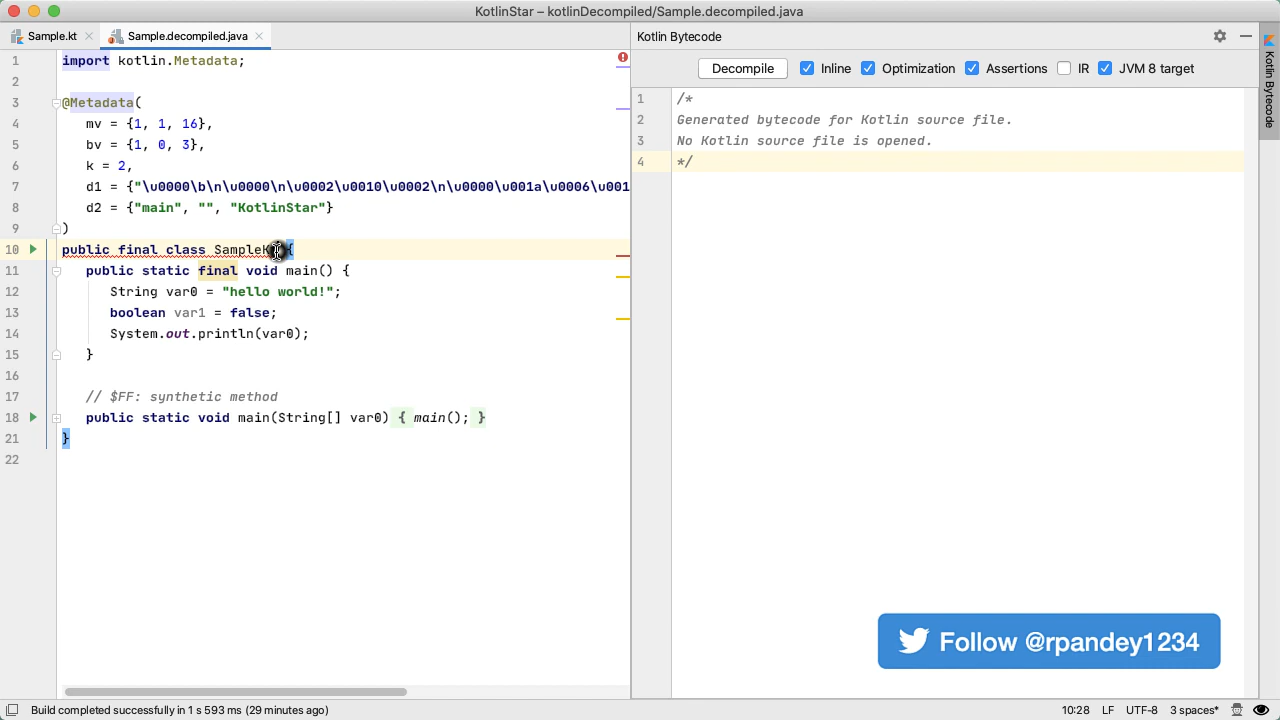 KotlinStar – kotlinDecompiled/Sample.decompiled.java
Sample.kt
Sample.decompiled.java
1 import kotlin.Metadata;
2
3 @Metadata(
4 mv = {1, 1, 16},
5 bv = {1, 0, 3},
6 k = 2,
7 d1 = {"\u0000\b\n\u0000\n\u0002\u0010\u0002\n\u0000\u001a\u0006\u001
8 d2 = {"main", "", "KotlinStar"}
9 )
10 public final class {
11 public static final void main() {
12 String var0 = "hello world!";
13 boolean var1 = false;
14 System.out.println(var0);
15 }
16
17 // $FF: synthetic method
18 public static void main(String[] var0) { main(); }
21 }
22
Kotlin Bytecode
Decompile Inline Optimization Assertions IR JVM 8 target
1 /*
2 Generated bytecode for Kotlin source file.
3 No Kotlin source file is opened.
4 */
Kotlin Bytecode
Follow @rpandey1234
Build completed successfully in 1 s 593 ms (29 minutes ago)
10:28 LF UTF-8 3 spaces*